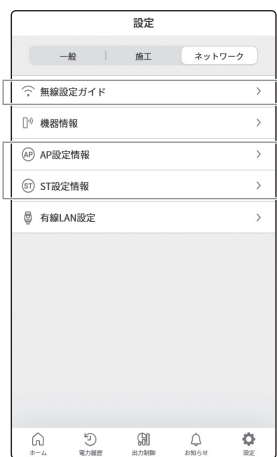 設定
一般 施工 ネットワーク
無線設定ガイド
機器情報
AP AP設定情報
ST ST設定情報
有線LAN設定
ホーム 電力履歴 出力制御 お知らせ 設定